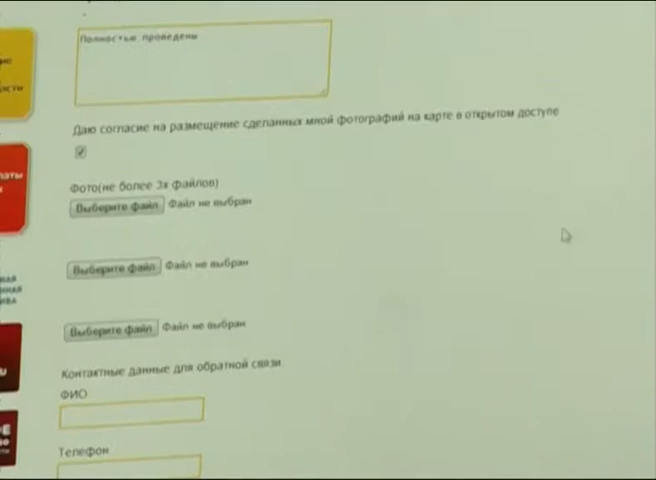 Полностью проведены
Даю согласие на размещение сделанных мной фотографий на карте в открытом доступе
Фото(не более 3х файлов)
Выберите файл Файл не выбран
Выберите файл Файл не выбран
Выберите файл Файл не выбран
Контактные данные для обратной связи
ФИО
Телефон